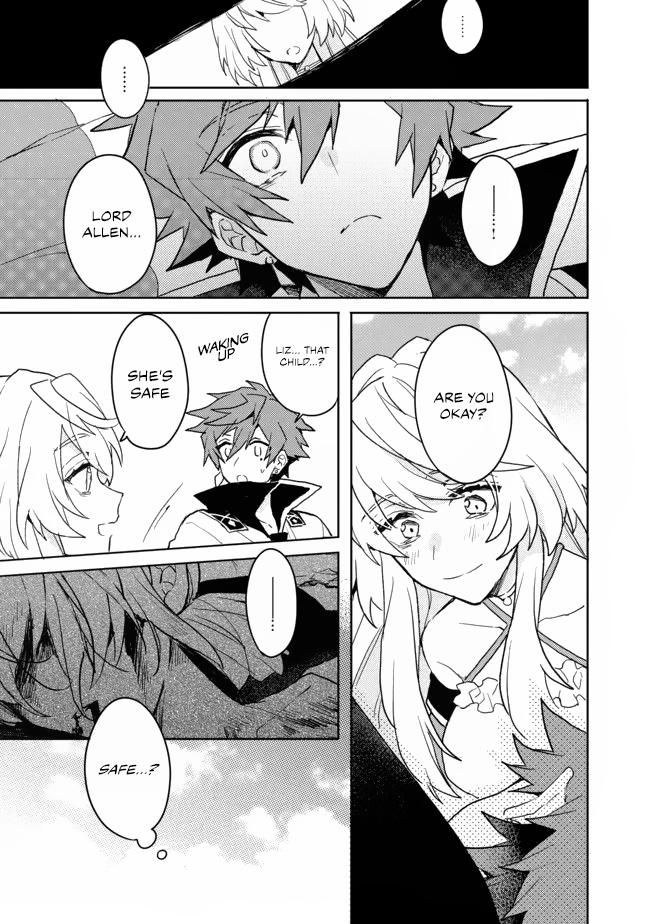 ......
......
LORD
ALLEN...
ARE YOU
OKAY?
LIZ... THAT
CHILD...?
WAKING
UP
SHE'S
SAFE
SAFE...?